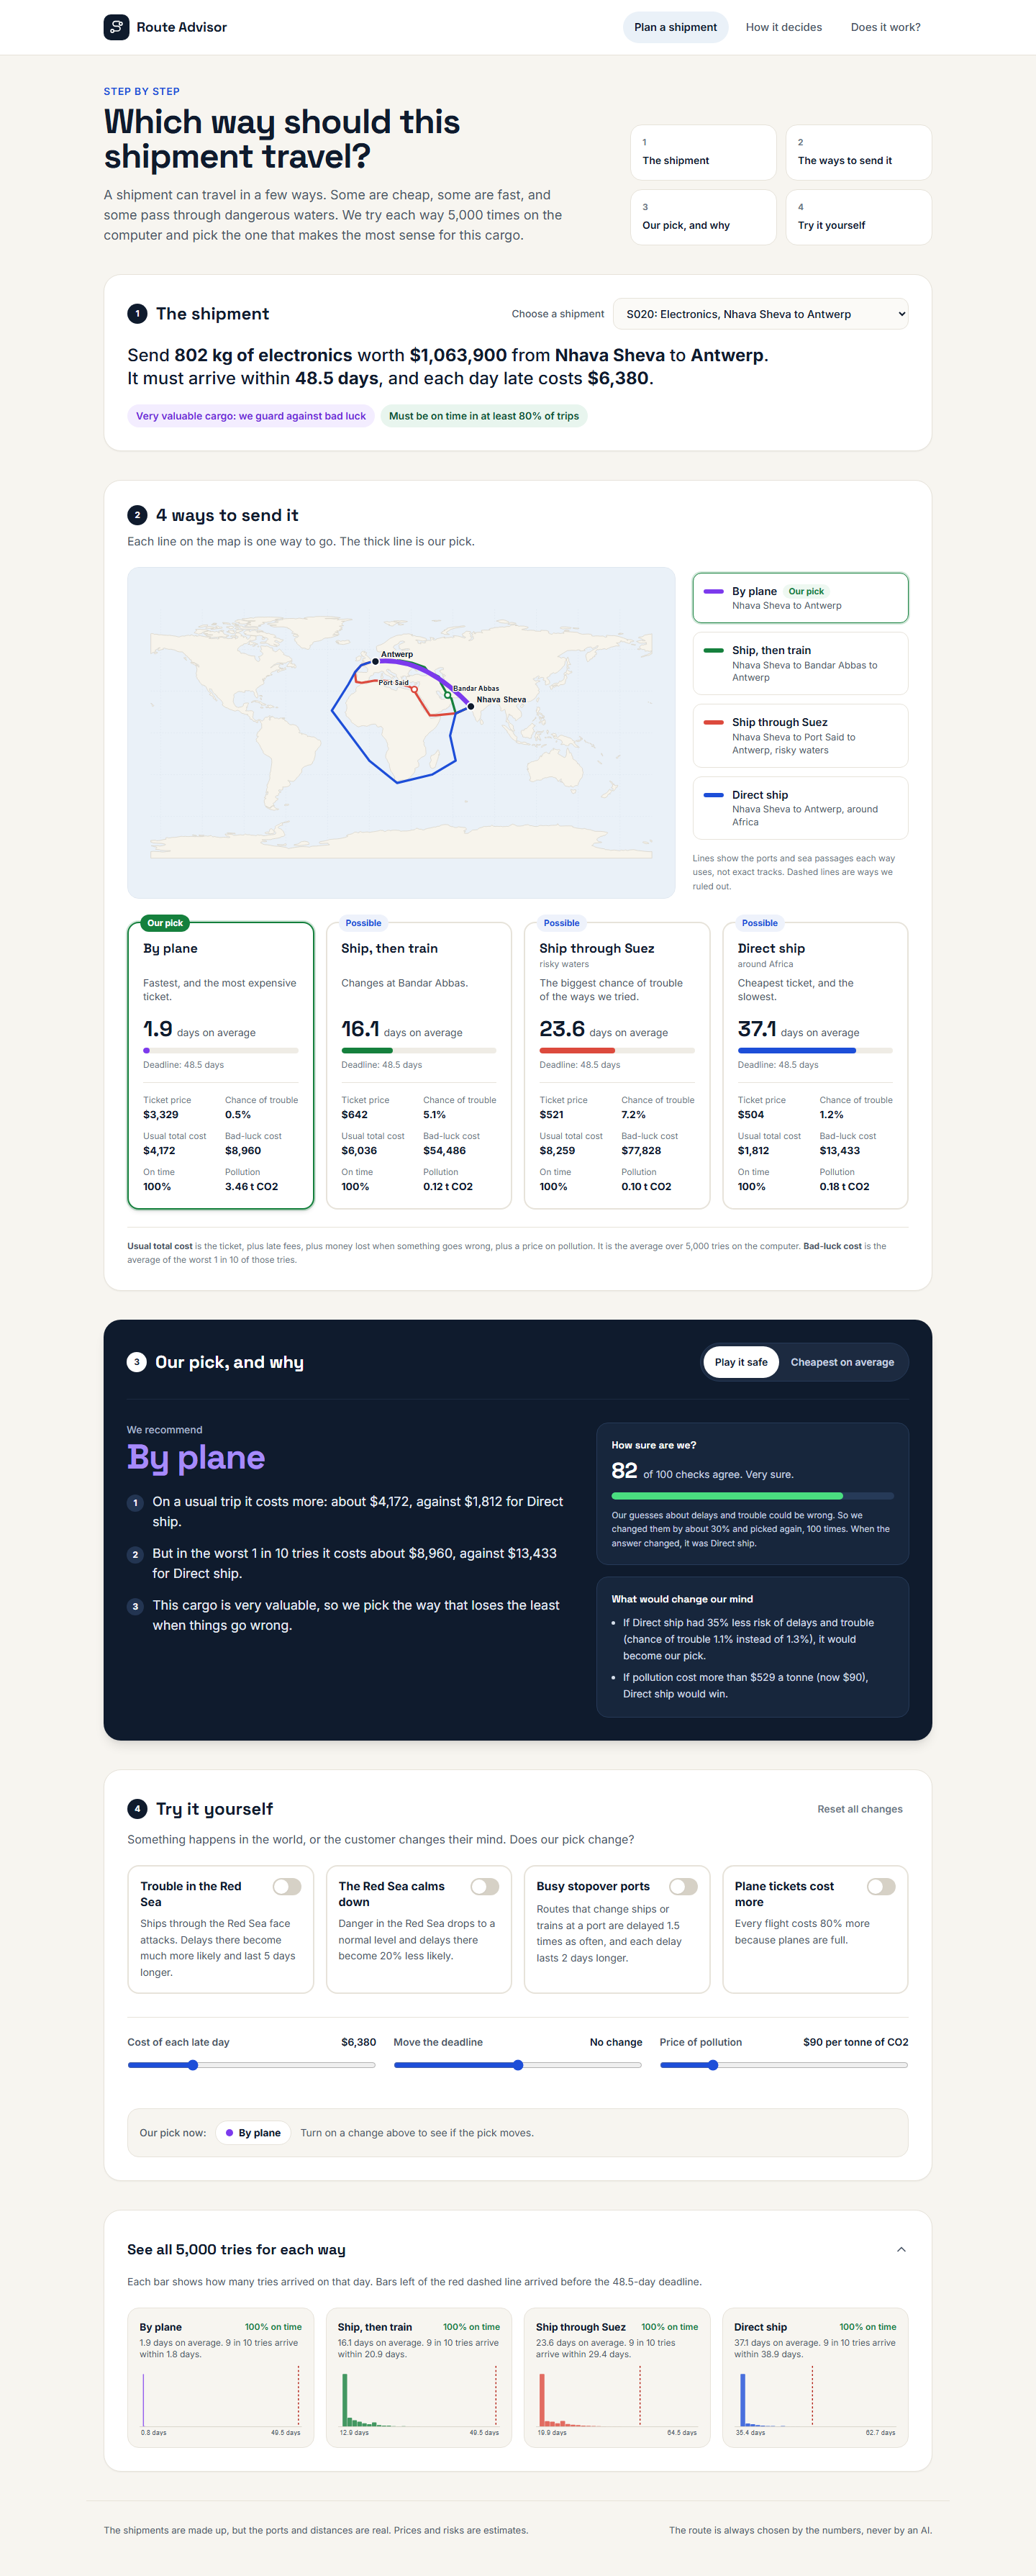 Route Advisor
Plan a shipment
How it decides
Does it work?
STEP BY STEP
Which way should this
shipment travel?
A shipment can travel in a few ways. Some are cheap, some are fast, and
some pass through dangerous waters. We try each way 5,000 times on the
computer and pick the one that makes the most sense for this cargo.
1
The shipment
2
The ways to send it
3
Our pick, and why
4
Try it yourself
1
The shipment
Choose a shipment
S020: Electronics, Nhava Sheva to Antwerp
Send 802 kg of electronics worth $1,063,900 from Nhava Sheva to Antwerp.
It must arrive within 48.5 days, and each day late costs $6,380.
Very valuable cargo: we guard against bad luck
Must be on time in at least 80% of trips
2
4 ways to send it
Each line on the map is one way to go. The thick line is our pick.
Antwerp
Port Said
Bandar Abbas
Nhava Sheva
By plane
Our pick
Nhava Sheva to Antwerp
Ship, then train
Nhava Sheva to Bandar Abbas to
Antwerp
Ship through Suez
Nhava Sheva to Port Said to
Antwerp, risky waters
Direct ship
Nhava Sheva to Antwerp, around
Africa
Lines show the ports and sea passages each way
uses, not exact tracks. Dashed lines are ways we
ruled out.
Our pick
By plane
Fastest, and the most expensive
ticket.
1.9 days on average
Deadline: 48.5 days
Ticket price
$3,329
Chance of trouble
0.5%
Usual total cost
$4,172
Bad-luck cost
$8,960
On time
100%
Pollution
3.46 t CO2
Possible
Ship, then train
Changes at Bandar Abbas.
16.1 days on average
Deadline: 48.5 days
Ticket price
$642
Chance of trouble
5.1%
Usual total cost
$6,036
Bad-luck cost
$54,486
On time
100%
Pollution
0.12 t CO2
Possible
Ship through Suez
risky waters
The biggest chance of trouble
of the ways we tried.
23.6 days on average
Deadline: 48.5 days
Ticket price
$521
Chance of trouble
7.2%
Usual total cost
$8,259
Bad-luck cost
$77,828
On time
100%
Pollution
0.10 t CO2
Possible
Direct ship
around Africa
Cheapest ticket, and the
slowest.
37.1 days on average
Deadline: 48.5 days
Ticket price
$504
Chance of trouble
1.2%
Usual total cost
$1,812
Bad-luck cost
$13,433
On time
100%
Pollution
0.18 t CO2
Usual total cost is the ticket, plus late fees, plus money lost when something goes wrong, plus a price on pollution. It is the average over 5,000 tries on the computer. Bad-luck cost is the
average of the worst 1 in 10 of those tries.
3
Our pick, and why
Play it safe
Cheapest on average
We recommend
By plane
1
On a usual trip it costs more: about $4,172, against $1,812 for Direct
ship.
2
But in the worst 1 in 10 tries it costs about $8,960, against $13,433
for Direct ship.
3
This cargo is very valuable, so we pick the way that loses the least
when things go wrong.
How sure are we?
82 of 100 checks agree. Very sure.
Our guesses about delays and trouble could be wrong. So we
changed them by about 30% and picked again, 100 times. When the
answer changed, it was Direct ship.
What would change our mind
If Direct ship had 35% less risk of delays and trouble
(chance of trouble 1.1% instead of 1.3%), it would
become our pick.
If pollution cost more than $529 a tonne (now $90),
Direct ship would win.
4
Try it yourself
Reset all changes
Something happens in the world, or the customer changes their mind. Does our pick change?
Trouble in the Red
Sea
Ships through the Red Sea face
attacks. Delays there become
much more likely and last 5 days
longer.
The Red Sea calms
down
Danger in the Red Sea drops to a
normal level and delays there
become 20% less likely.
Busy stopover ports
Routes that change ships or
trains at a port are delayed 1.5
times as often, and each delay
lasts 2 days longer.
Plane tickets cost
more
Every flight costs 80% more
because planes are full.
Cost of each late day
$6,380
Move the deadline
No change
Price of pollution
$90 per tonne of CO2
Our pick now:
By plane
Turn on a change above to see if the pick moves.
See all 5,000 tries for each way
Each bar shows how many tries arrived on that day. Bars left of the red dashed line arrived before the 48.5-day deadline.
By plane
100% on time
1.9 days on average. 9 in 10 tries arrive
within 1.8 days.
0.8 days
49.5 days
Ship, then train
100% on time
16.1 days on average. 9 in 10 tries arrive
within 20.9 days.
12.9 days
49.5 days
Ship through Suez
100% on time
23.6 days on average. 9 in 10 tries
arrive within 29.4 days.
19.9 days
64.5 days
Direct ship
100% on time
37.1 days on average. 9 in 10 tries arrive
within 38.9 days.
35.4 days
62.7 days
The shipments are made up, but the ports and distances are real. Prices and risks are estimates.
The route is always chosen by the numbers, never by an AI.